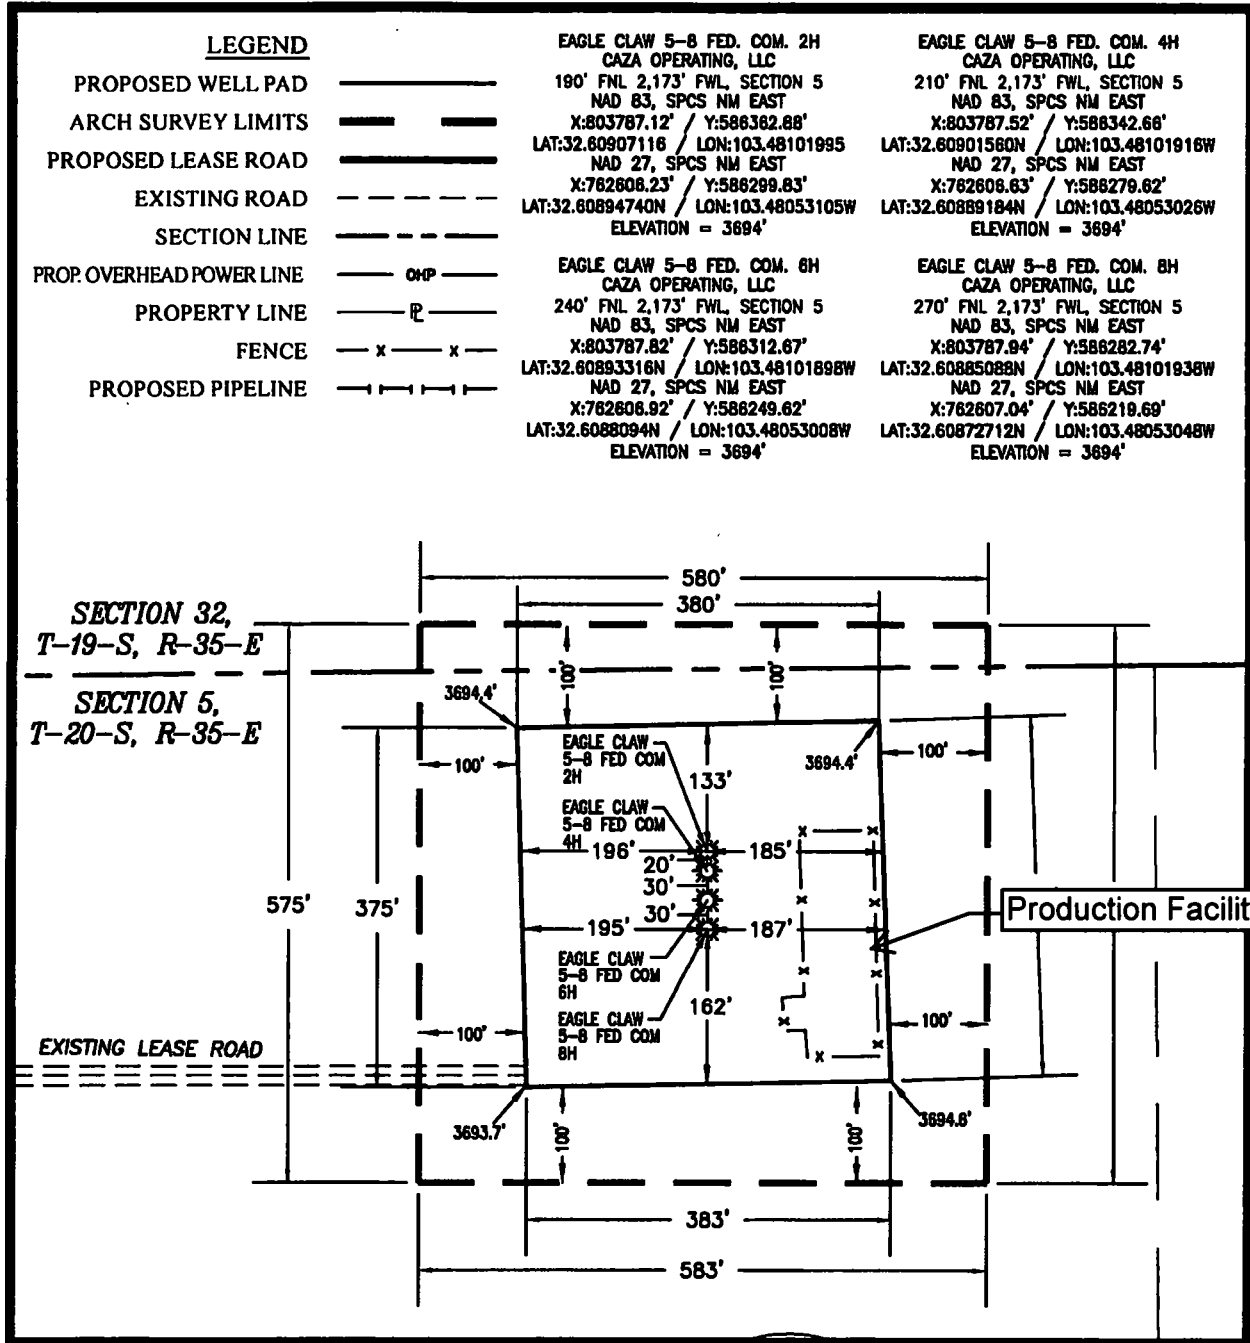 LEGEND
PROPOSED WELL PAD
ARCH SURVEY LIMITS
PROPOSED LEASE ROAD
EXISTING ROAD
SECTION LINE
PROP. OVERHEAD POWER LINE
OHP
PROPERTY LINE
PL
FENCE
PROPOSED PIPELINE
EAGLE CLAW 5-8 FED. COM. 2H
CAZA OPERATING, LLC
190' FNL 2,173' FWL, SECTION 5
NAD 83, SPCS NM EAST
X:803787.12' / Y:586362.88'
LAT:32.60907116 / LON:103.48101995
NAD 27, SPCS NM EAST
X:762606.23' / Y:586299.83'
LAT:32.60894740N / LON:103.48053105W
ELEVATION = 3694'
EAGLE CLAW 5-8 FED. COM. 4H
CAZA OPERATING, LLC
210' FNL 2,173' FWL, SECTION 5
NAD 83, SPCS NM EAST
X:803787.52' / Y:586342.66'
LAT:32.60901560N / LON:103.48101916W
NAD 27, SPCS NM EAST
X:762606.63' / Y:586279.62'
LAT:32.60889184N / LON:103.48053026W
ELEVATION = 3694'
EAGLE CLAW 5-8 FED. COM. 6H
CAZA OPERATING, LLC
240' FNL 2,173' FWL, SECTION 5
NAD 83, SPCS NM EAST
X:803787.82' / Y:586312.67'
LAT:32.60893316N / LON:103.48101898W
NAD 27, SPCS NM EAST
X:762606.92' / Y:586249.62'
LAT:32.6088094N / LON:103.48053008W
ELEVATION = 3694'
EAGLE CLAW 5-8 FED. COM. 8H
CAZA OPERATING, LLC
270' FNL 2,173' FWL, SECTION 5
NAD 83, SPCS NM EAST
X:803787.94' / Y:586282.74'
LAT:32.60885088N / LON:103.48101938W
NAD 27, SPCS NM EAST
X:762607.04' / Y:586219.69'
LAT:32.60872712N / LON:103.48053048W
ELEVATION = 3694'
580'
380'
SECTION 32,
T-19-S, R-35-E
SECTION 5,
T-20-S, R-35-E
100'
100'
3694.4'
3694.4'
100'
100'
EAGLE CLAW
5-8 FED COM
2H
133'
EAGLE CLAW
5-8 FED COM
4H
196'
185'
20'
30'
30'
575'
375'
195'
187'
Production Facilit
EAGLE CLAW
5-8 FED COM
6H
162'
EAGLE CLAW
5-8 FED COM
8H
100'
100'
EXISTING LEASE ROAD
3693.7'
3694.6'
100'
100'
383'
583'